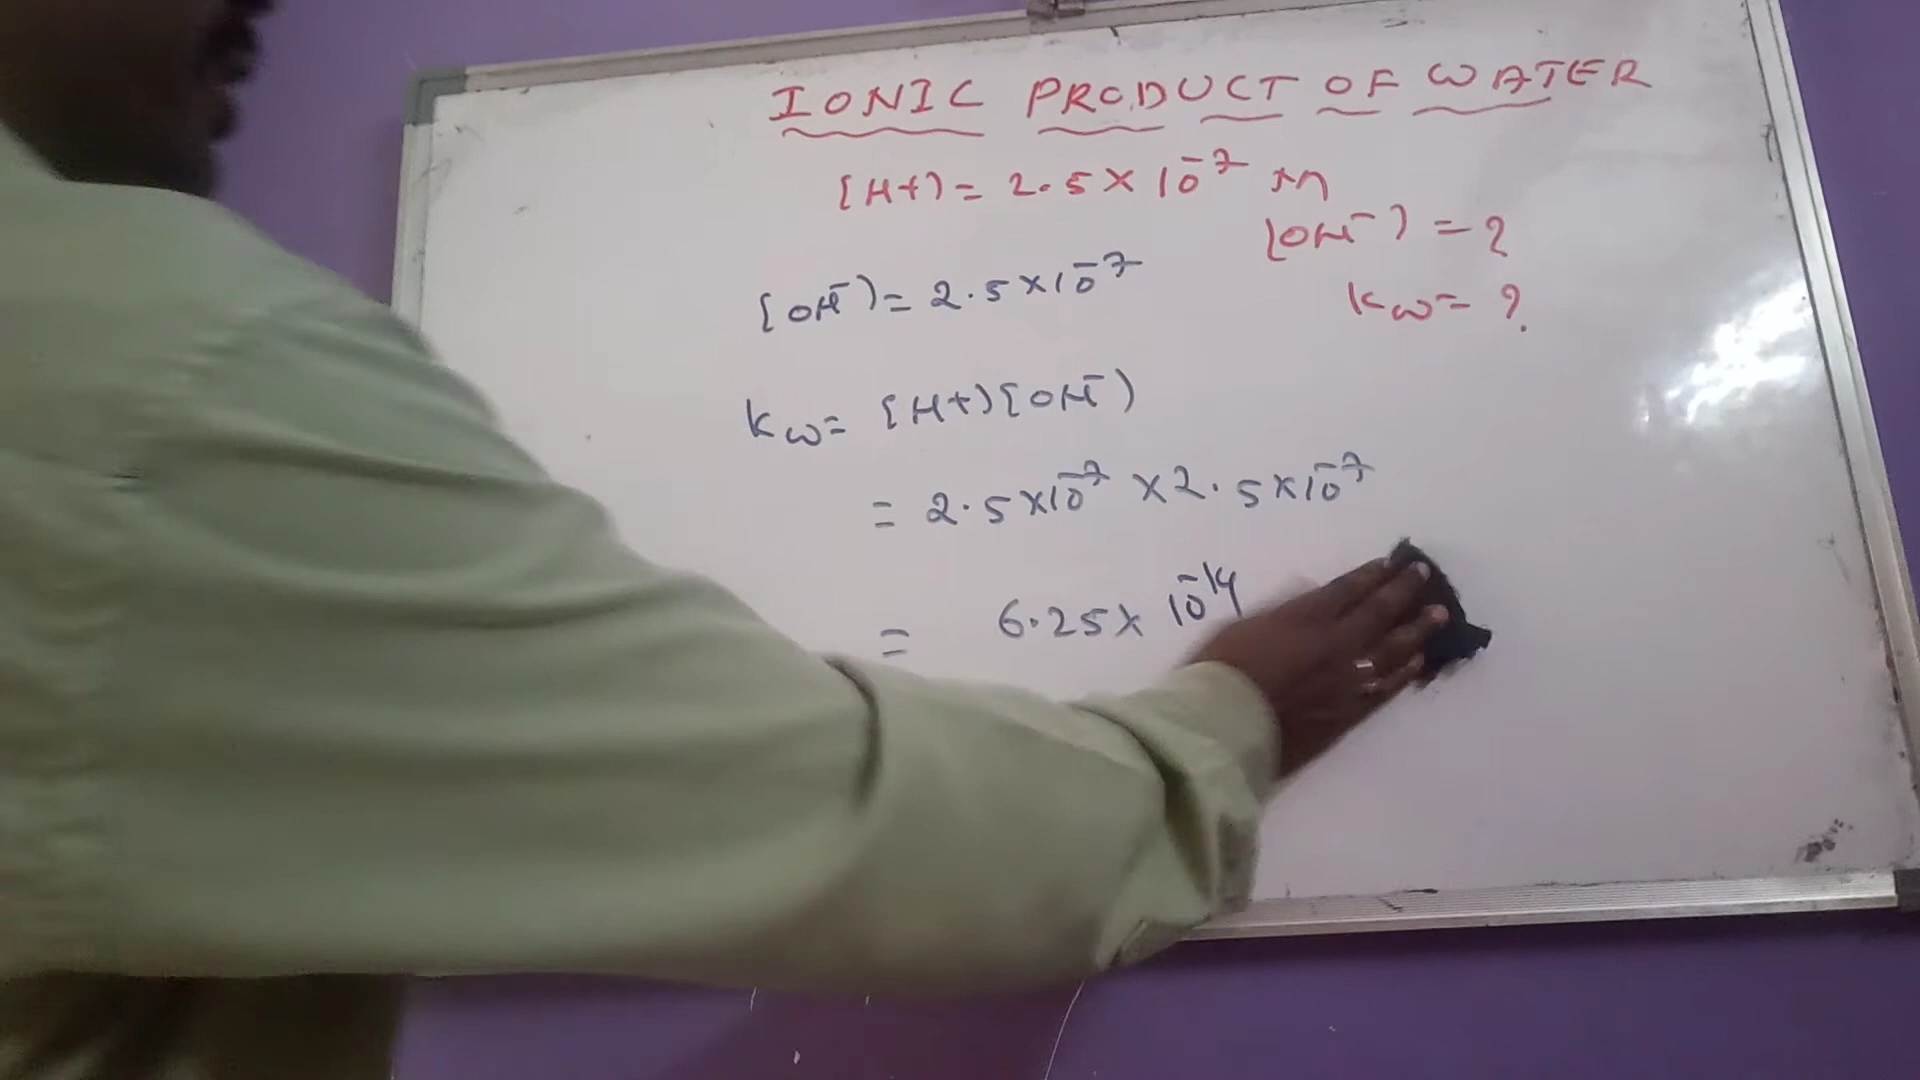 IONIC PRODUCT OF WATER
[H+) = 2.5 × 10⁻⁷ m
[OH⁻) = ?
[OH⁻) = 2.5×10⁻⁷
kw = ?
kw = [H+)[OH⁻)
= 2.5×10⁻⁷ × 2.5×10⁻⁷
= 6.25 × 10⁻¹⁴